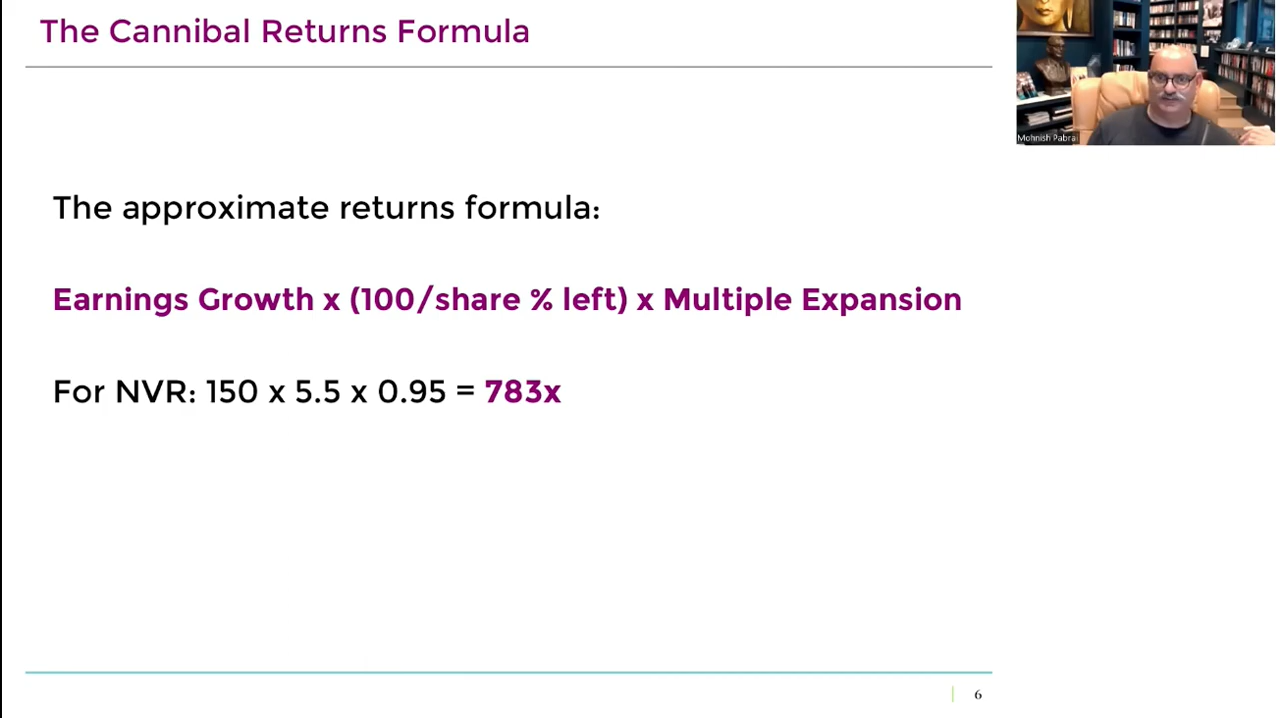 The Cannibal Returns Formula
Mohnish Pabrai
The approximate returns formula:
Earnings Growth x (100/share % left) x Multiple Expansion
For NVR: 150 x 5.5 x 0.95 = 783x
6